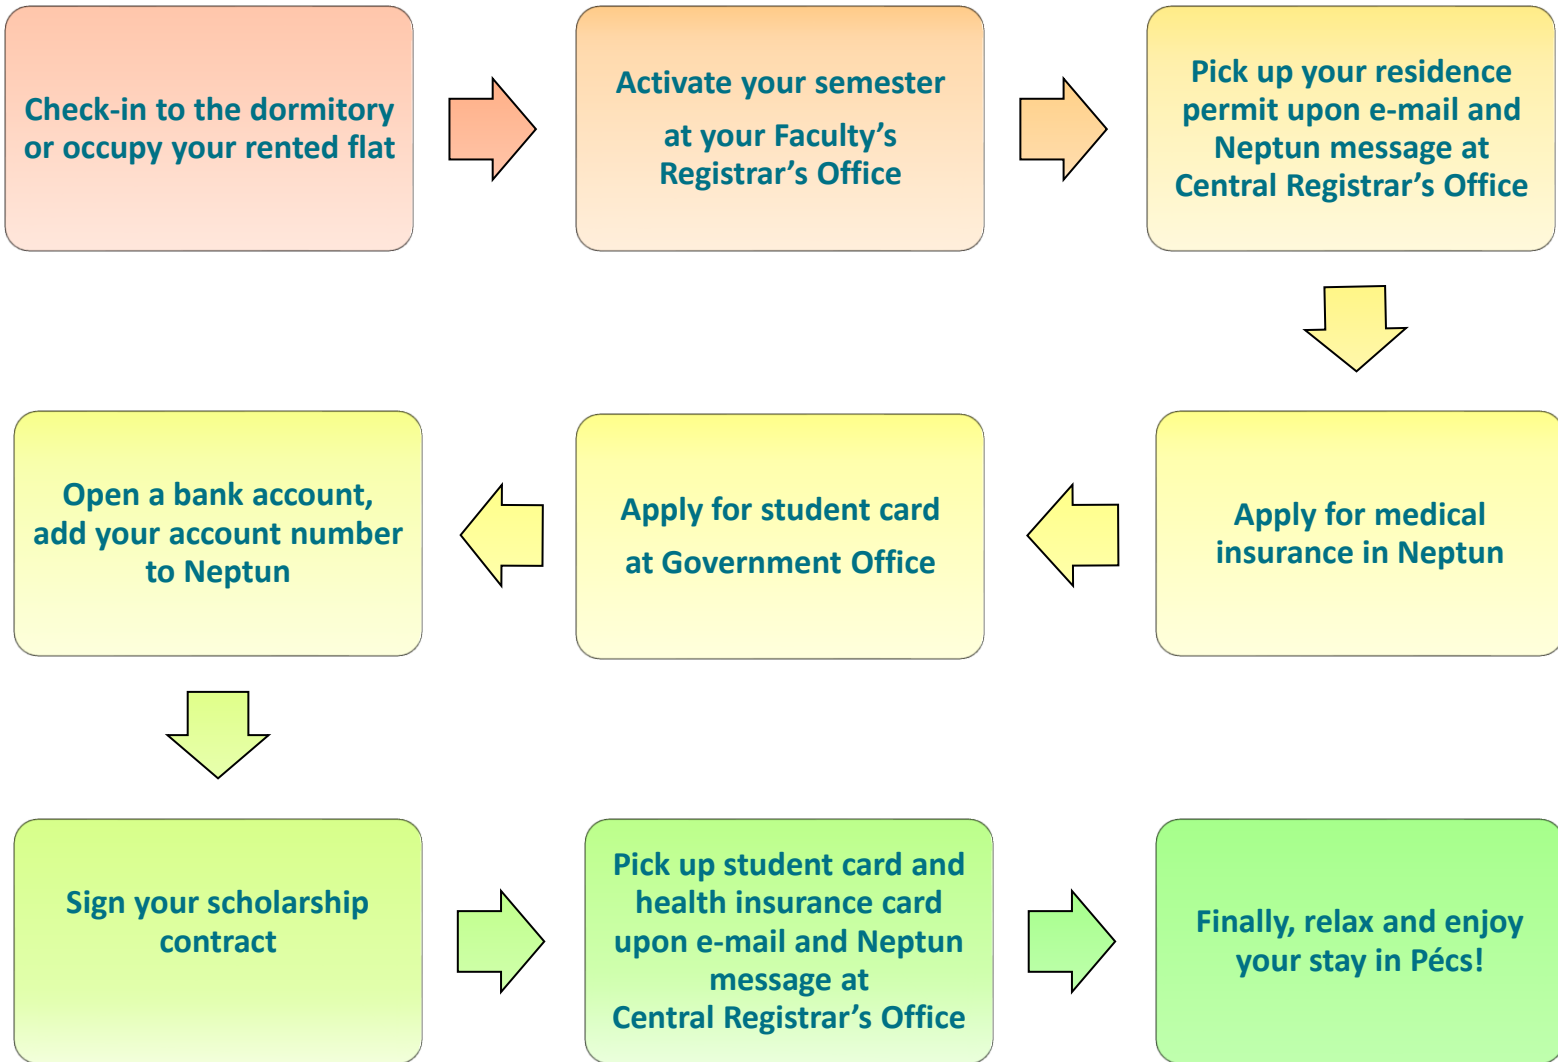 Check-in to the dormitory
or occupy your rented flat
Activate your semester
at your Faculty's
Registrar's Office
Pick up your residence
permit upon e-mail and
Neptun message at
Central Registrar's Office
Apply for medical
insurance in Neptun
Apply for student card
at Government Office
Open a bank account,
add your account number
to Neptun
Sign your scholarship
contract
Pick up student card and
health insurance card
upon e-mail and Neptun
message at
Central Registrar's Office
Finally, relax and enjoy
your stay in Pécs!